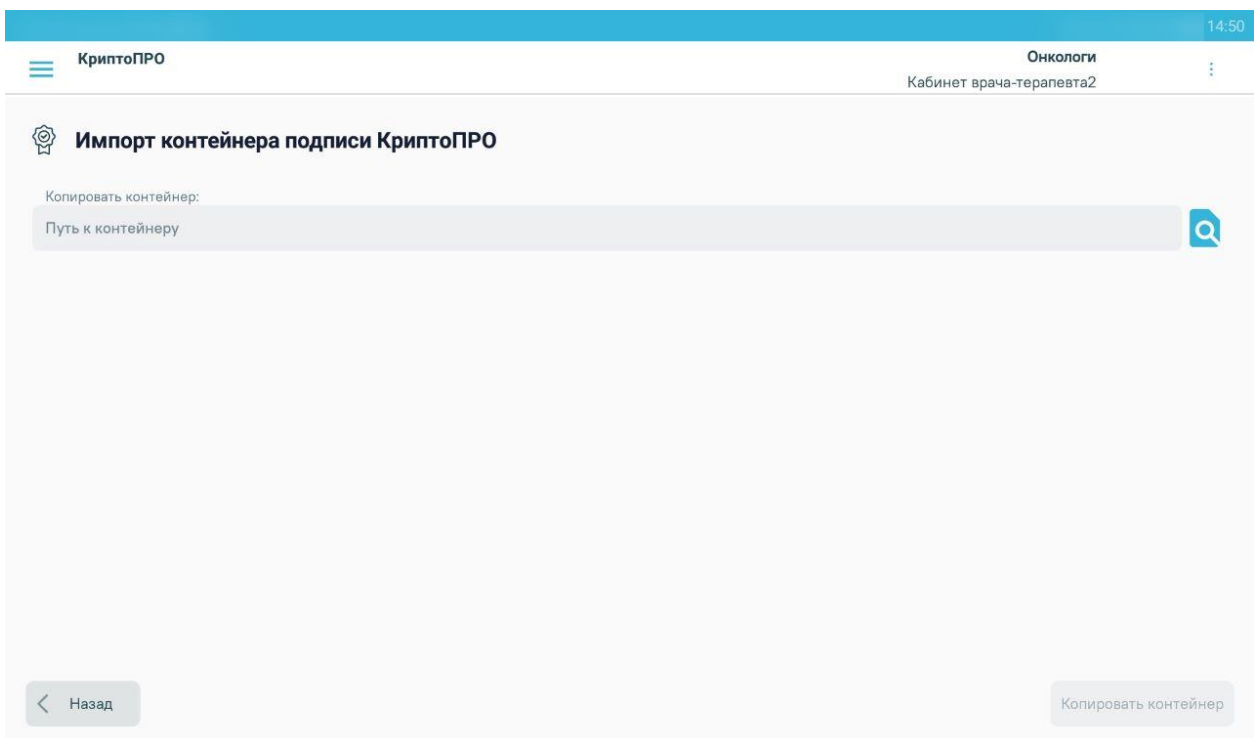 14:50
КриптоПРО
Онкологи
Кабинет врача-терапевта2
Импорт контейнера подписи КриптоПРО
Копировать контейнер:
Путь к контейнеру
Назад
Копировать контейнер